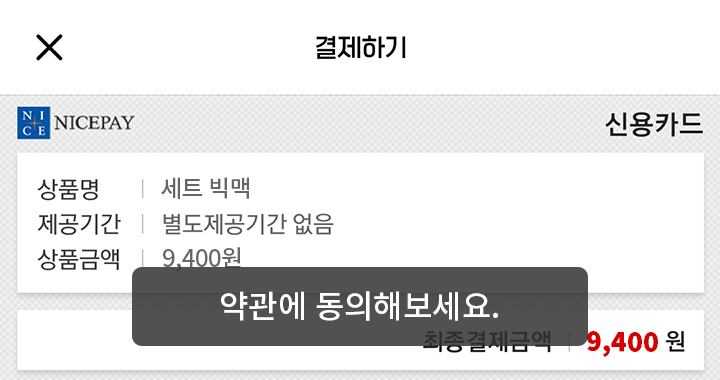 결제하기
NICE NICEPAY 신용카드
상품명 세트 빅맥
제공기간 별도제공기간 없음
상품금액 9,400원
약관에 동의해보세요.
최종결제금액 9,400 원